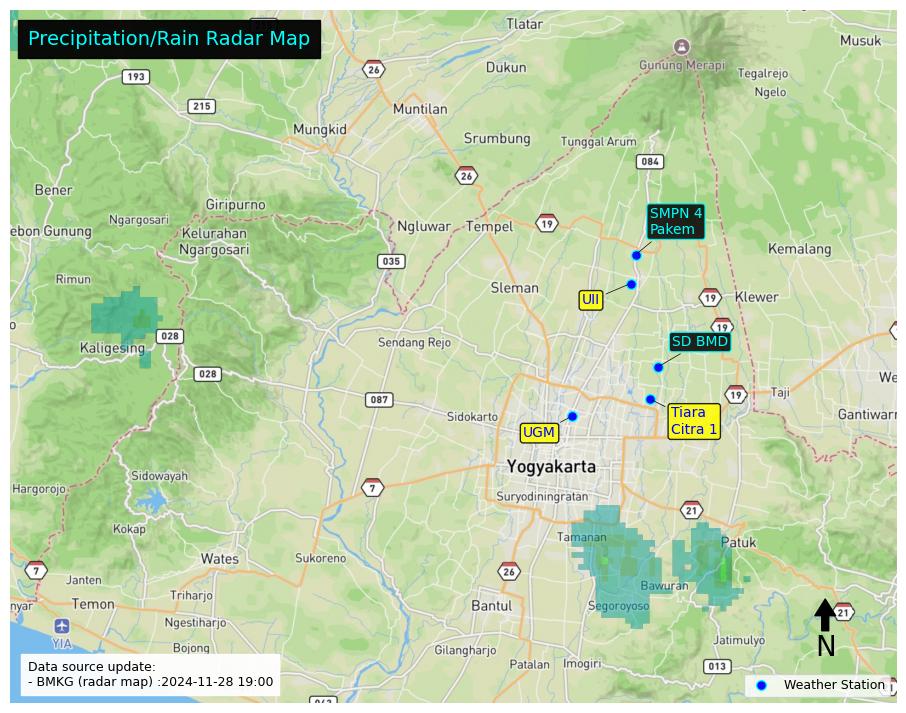 Precipitation/Rain Radar Map
Tlatar
Musuk
26
Gunung Merapi
Dukun
193
Tegalrejo
Ngelo
215
Muntilan
Mungkid
Srumbung
Tunggal Arum
084
26
Bener
Giripurno
Ngargosari
SMPN 4
Pakem
ebon Gunung
Kelurahan
Ngargosari
Ngluwar
Tempel
19
Kemalang
035
Rimun
Sleman
UII
19
Klewer
19
028
Kaligesing
Sendang Rejo
SD BMD
028
We
087
19
Taji
Sidokarto
Tiara
Citra 1
Gantiwarn
UGM
Yogyakarta
Sidowayah
Hargorojo
7
Suryodiningratan
21
Kokap
Tamanan
Patuk
Wates
Sukoreno
7
26
Janten
Bawuran
nyar
Temon
Triharjo
Bantul
Segoroyoso
21
Ngestiharjo
N
YIA
Bojong
Gilangharjo
Jatimulyo
Patalan
Imogiri
013
Data source update:
- BMKG (radar map) :2024-11-28 19:00
Weather Station